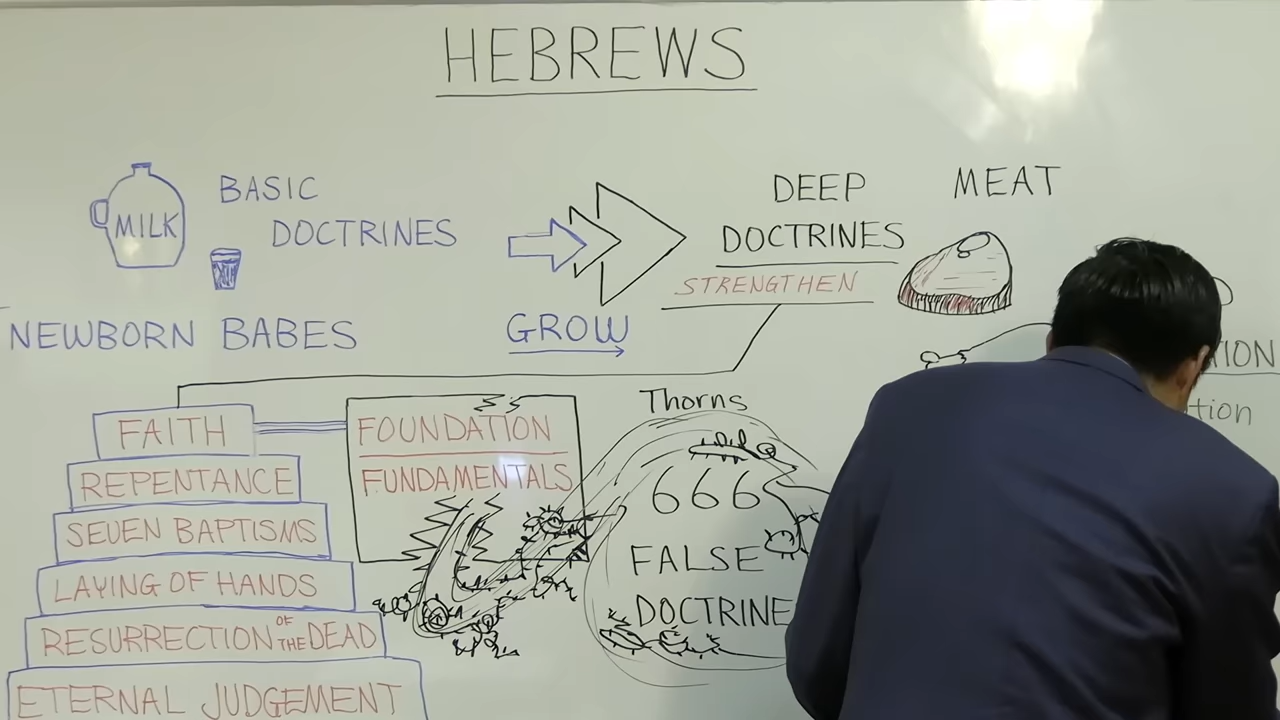 HEBREWS
MILK
BASIC
DOCTRINES
NEWBORN BABES
GROW
DEEP
DOCTRINES
STRENGTHEN
MEAT
FAITH
REPENTANCE
SEVEN BAPTISMS
LAYING OF HANDS
RESURRECTION OF THE DEAD
ETERNAL JUDGEMENT
FOUNDATION
FUNDAMENTALS
Thorns
666
FALSE
DOCTRINE